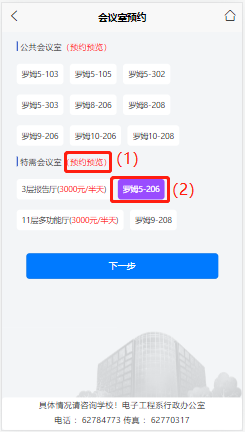 会议室预约
公共会议室（预约预览）
罗姆5-103 罗姆5-105 罗姆5-302
罗姆5-303 罗姆8-206 罗姆8-208
罗姆9-206 罗姆10-206 罗姆10-208
特需会议室（预约预览） (1)
3层报告厅(3000元/半天) 罗姆5-206 (2)
11层多功能厅(3000元/半天) 罗姆9-208
下一步
具体情况请咨询学校！电子工程系行政办公室
电话： 62784773 传真： 62770317